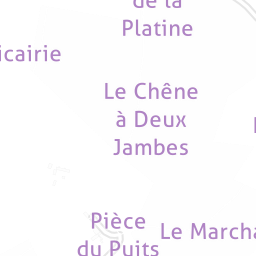 de la
Platine
icairie
Le Chêne
à Deux
Jambes
Pièce
du Puits
Le Marcha